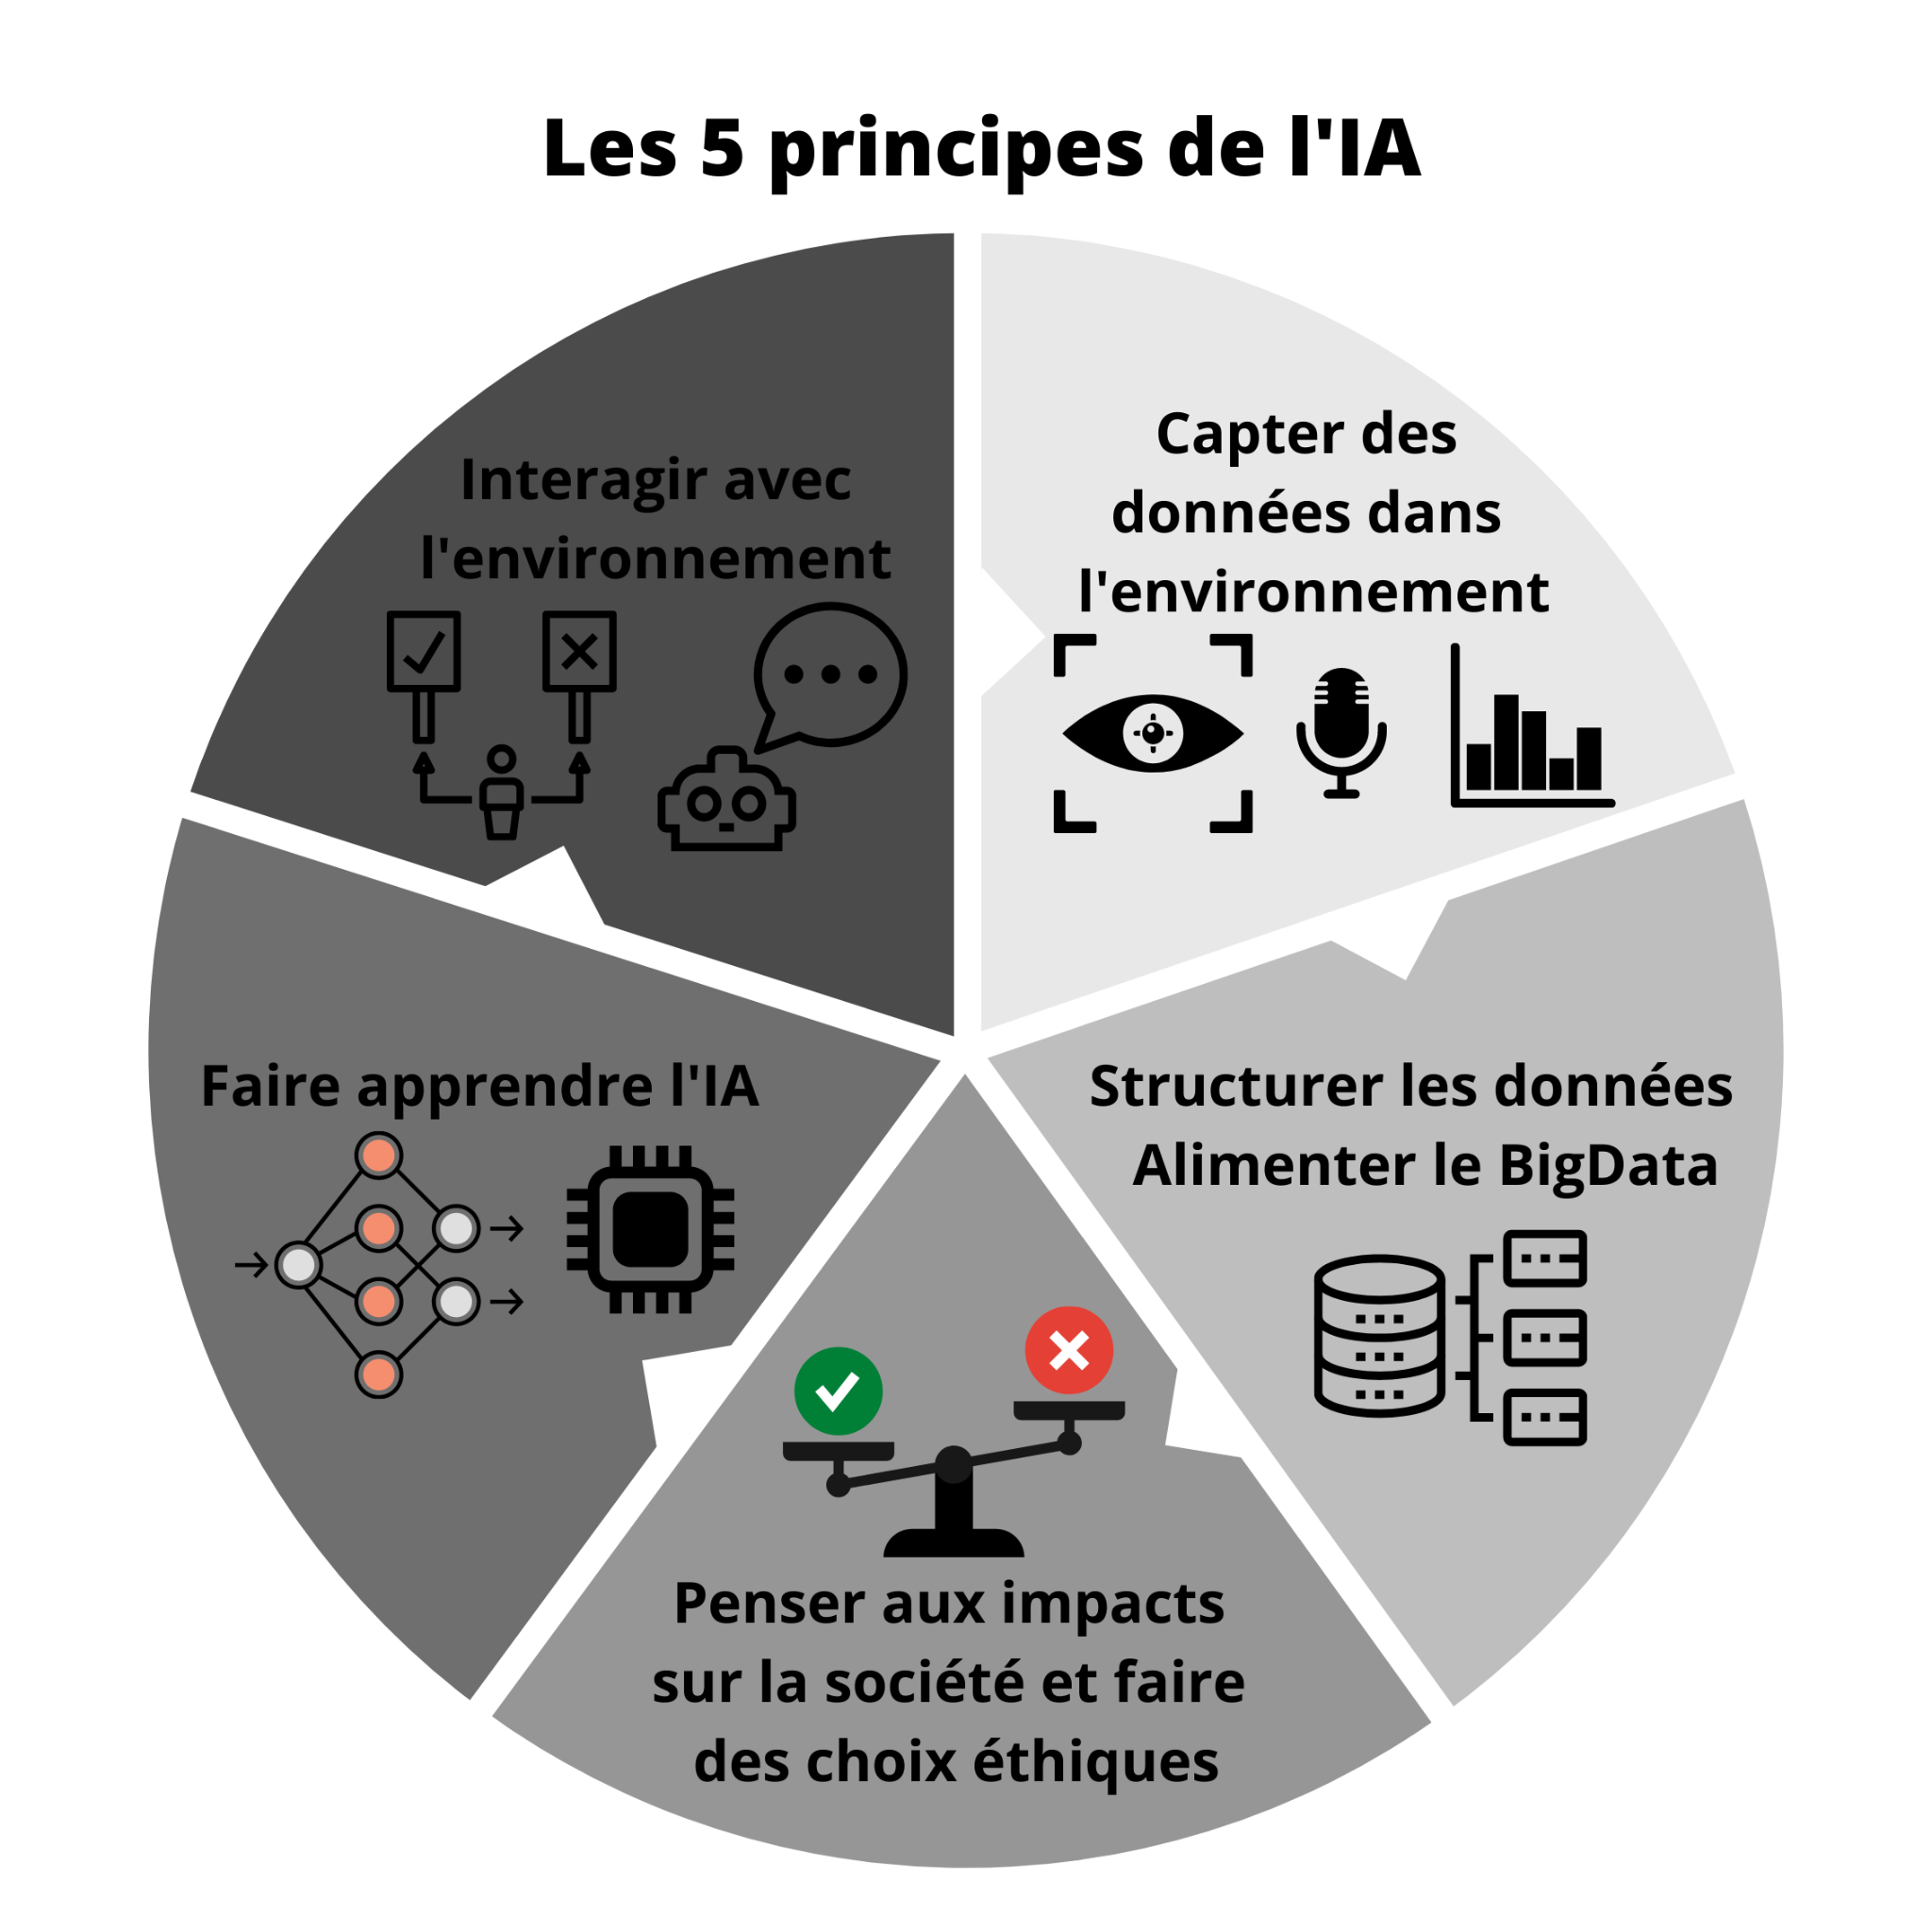 Les 5 principes de l'IA
Capter des
données dans
l'environnement
Structurer les données
Alimenter le BigData
Penser aux impacts
sur la société et faire
des choix éthiques
Faire apprendre l'IA
Interagir avec
l'environnement